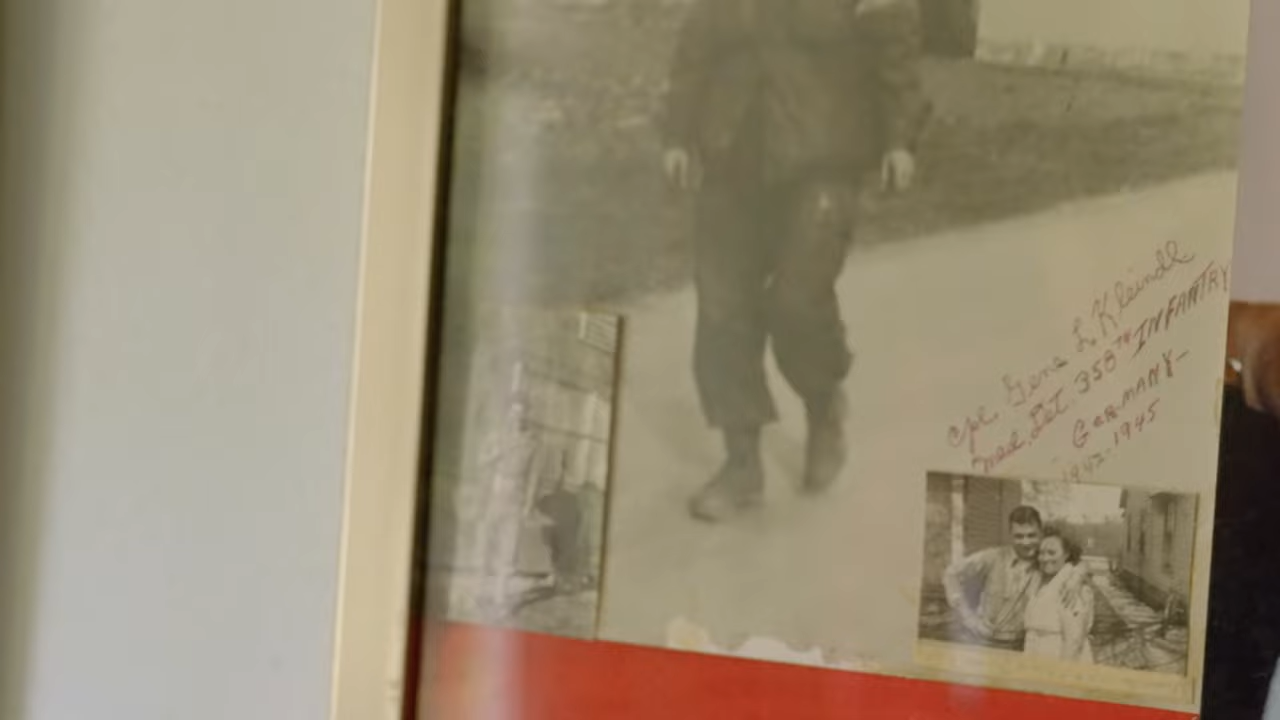 Cpl. Gene L. Kleindl
Med. Det 358TH INFANTRY
GERMANY-
1942-1945